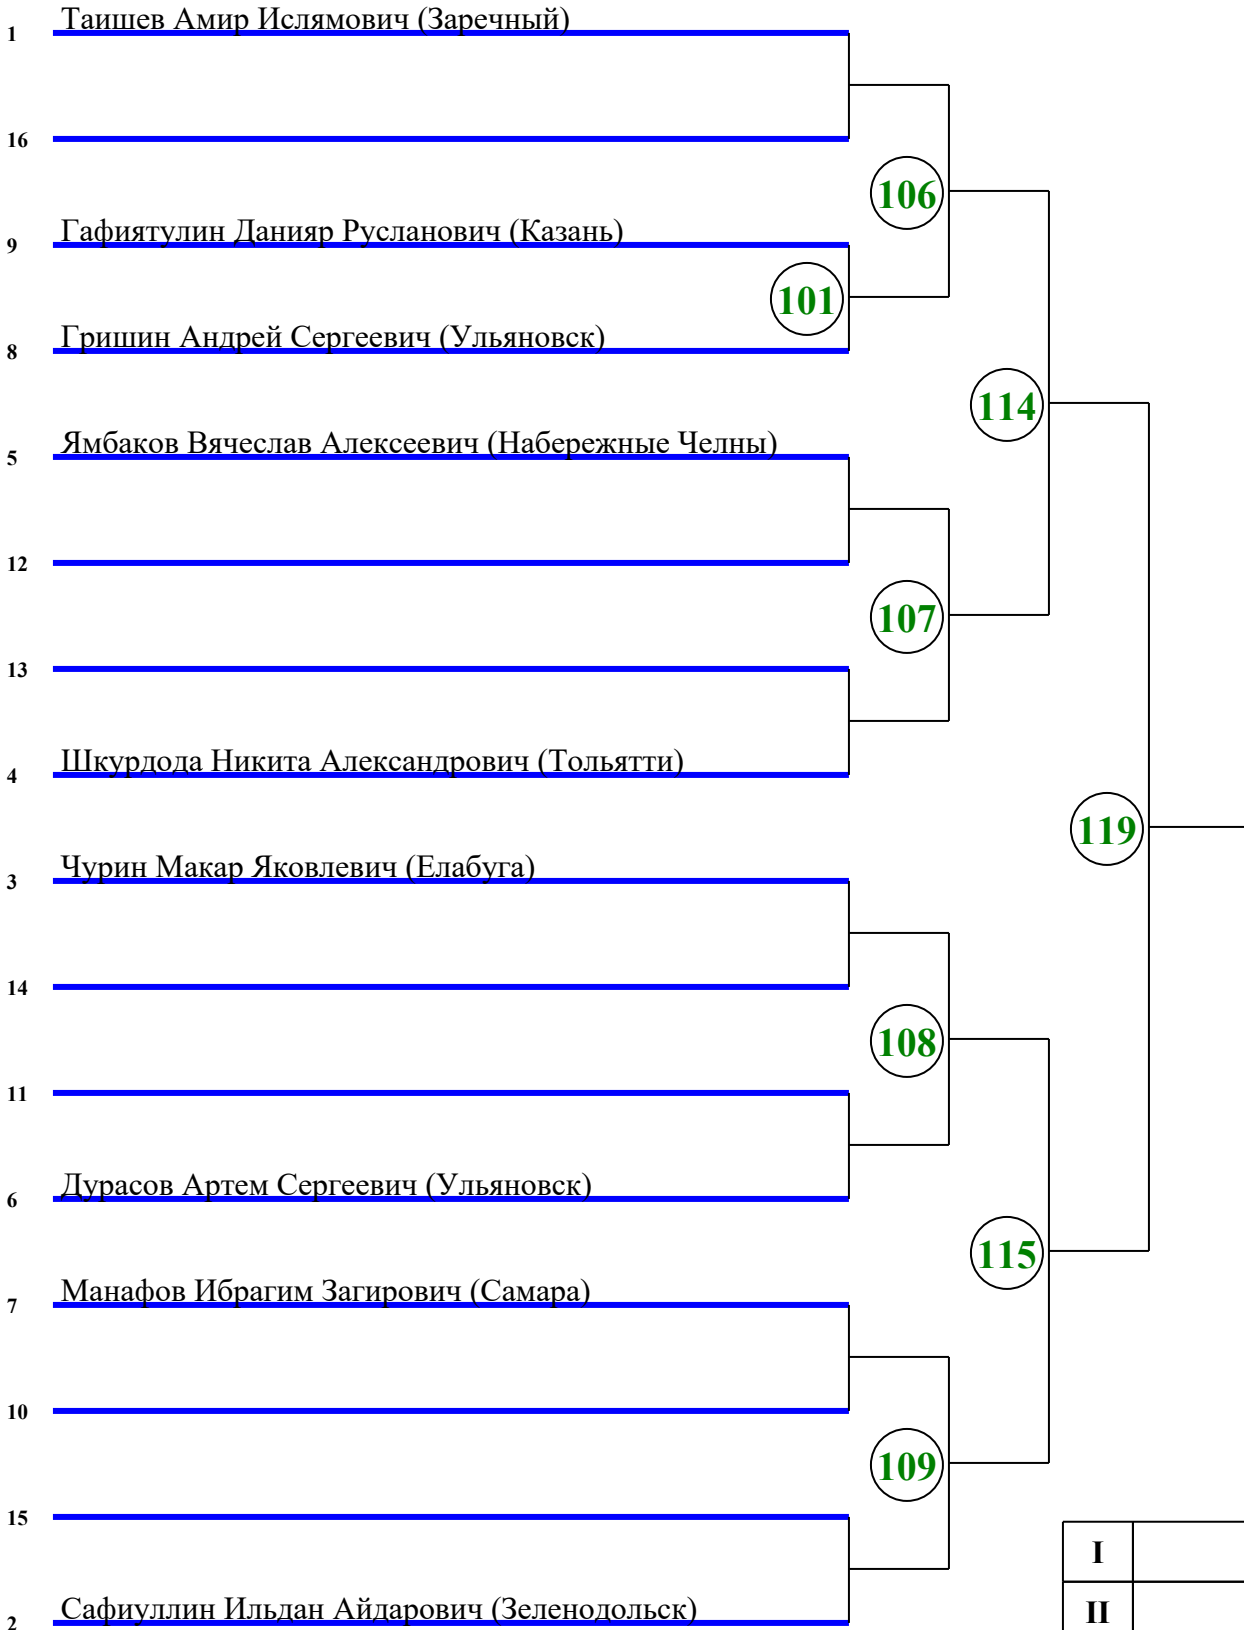 1 Таишев Амир Ислямович (Заречный)
16
106
9 Гафиятулин Данияр Русланович (Казань)
101
8 Гришин Андрей Сергеевич (Ульяновск)
114
5 Ямбаков Вячеслав Алексеевич (Набережные Челны)
12
107
13
4 Шкурдода Никита Александрович (Тольятти)
119
3 Чурин Макар Яковлевич (Елабуга)
14
108
11
6 Дурасов Артем Сергеевич (Ульяновск)
115
7 Манафов Ибрагим Загирович (Самара)
10
109
15
I
2 Сафиуллин Ильдан Айдарович (Зеленодольск)
II